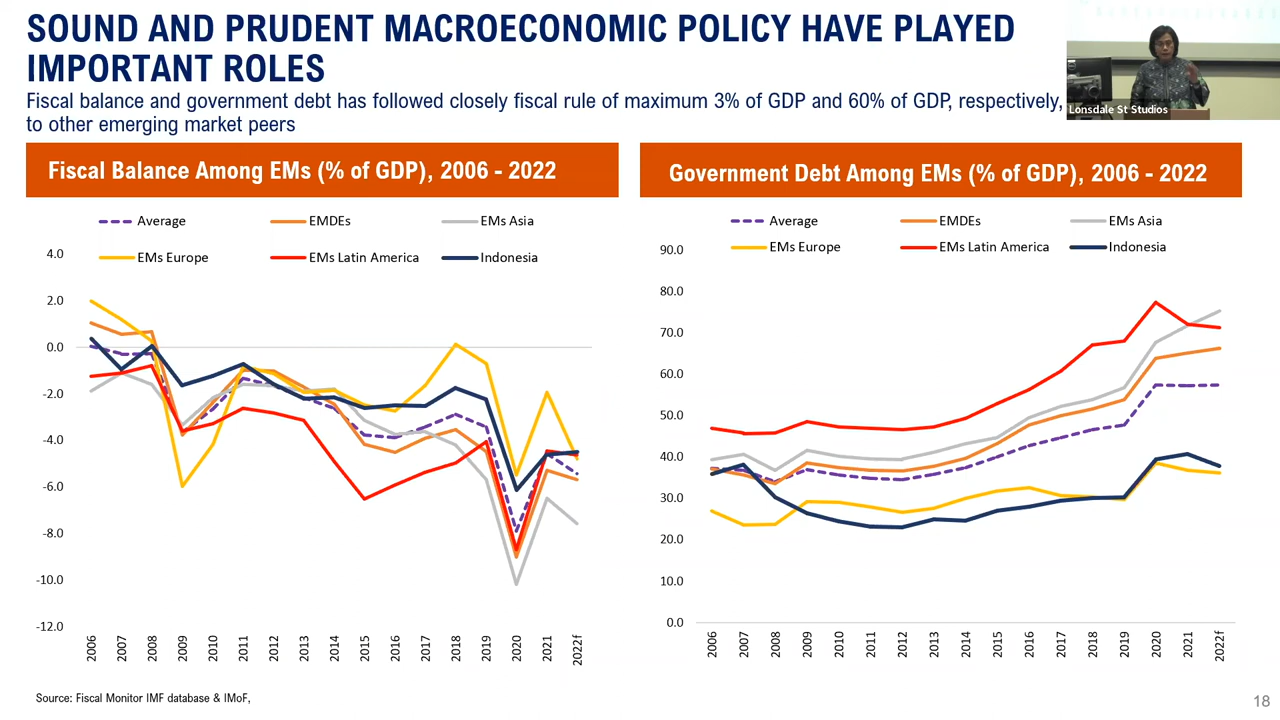 SOUND AND PRUDENT MACROECONOMIC POLICY HAVE PLAYED
IMPORTANT ROLES
Fiscal balance and government debt has followed closely fiscal rule of maximum 3% of GDP and 60% of GDP, respectively,
to other emerging market peers
Lonsdale St Studios
Fiscal Balance Among EMs (% of GDP), 2006 - 2022
Average
EMDEs
EMs Asia
EMs Europe
EMs Latin America
Indonesia
4.0
2.0
0.0
-2.0
-4.0
-6.0
-8.0
-10.0
-12.0
2006
2007
2008
2009
2010
2011
2012
2013
2014
2015
2016
2017
2018
2019
2020
2021
2022f
Government Debt Among EMs (% of GDP), 2006 - 2022
Average
EMDEs
EMs Asia
EMs Europe
EMs Latin America
Indonesia
90.0
80.0
70.0
60.0
50.0
40.0
30.0
20.0
10.0
0.0
2006
2007
2008
2009
2010
2011
2012
2013
2014
2015
2016
2017
2018
2019
2020
2021
2022f
Source: Fiscal Monitor IMF database & IMoF,
18